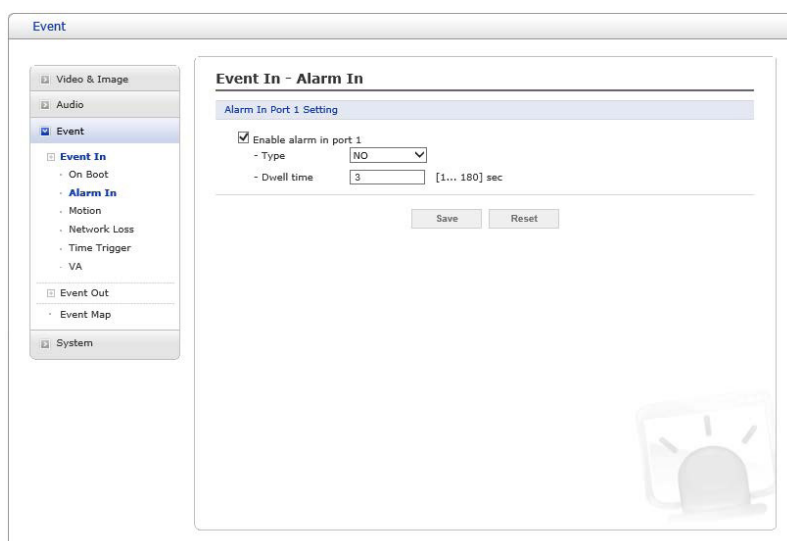 Event
Video & Image
Audio
Event
Event In
On Boot
Alarm In
Motion
Network Loss
Time Trigger
VA
Event Out
Event Map
System
Event In - Alarm In
Alarm In Port 1 Setting
Enable alarm in port 1
- Type NO
- Dwell time 3 [1... 180] sec
Save Reset